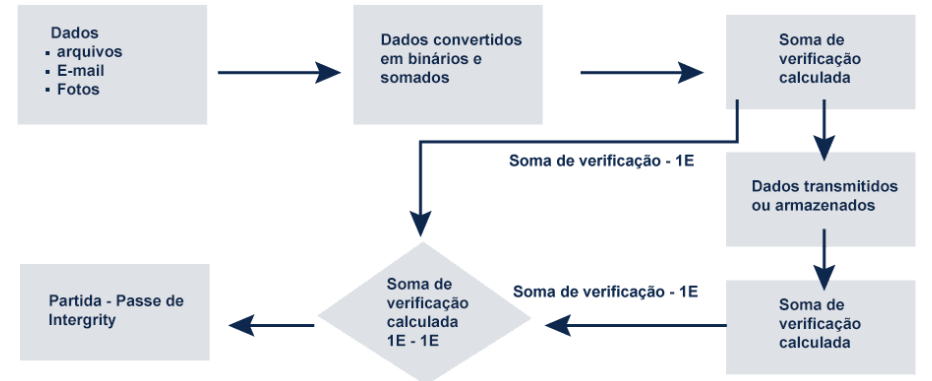 Dados
▪ arquivos
▪ E-mail
▪ Fotos
Dados convertidos
em binários e
somados
Soma de
verificação
calculada
Soma de verificação - 1E
Dados transmitidos
ou armazenados
Soma de
verificação
calculada
Soma de verificação - 1E
Soma de
verificação
calculada
1E - 1E
Partida - Passe de
Intergrity